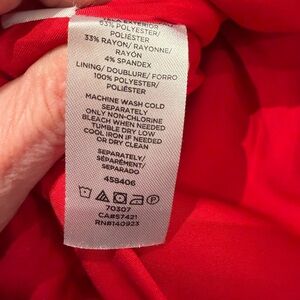 EXTERIOR
63% POLYESTER/
POLIÉSTER
33% RAYON/ RAYONNE/
RAYÓN
4% SPANDEX
LINING/ DOUBLURE/ FORRO
100% POLYESTER/
POLIÉSTER
MACHINE WASH COLD
SEPARATELY
ONLY NON-CHLORINE
BLEACH WHEN NEEDED
TUMBLE DRY LOW
COOL IRON IF NEEDED
OR DRY CLEAN
SEPARATELY/
SÉPARÉMENT/
SEPARADO
458406
P
70307
CA#57421
RN#140923